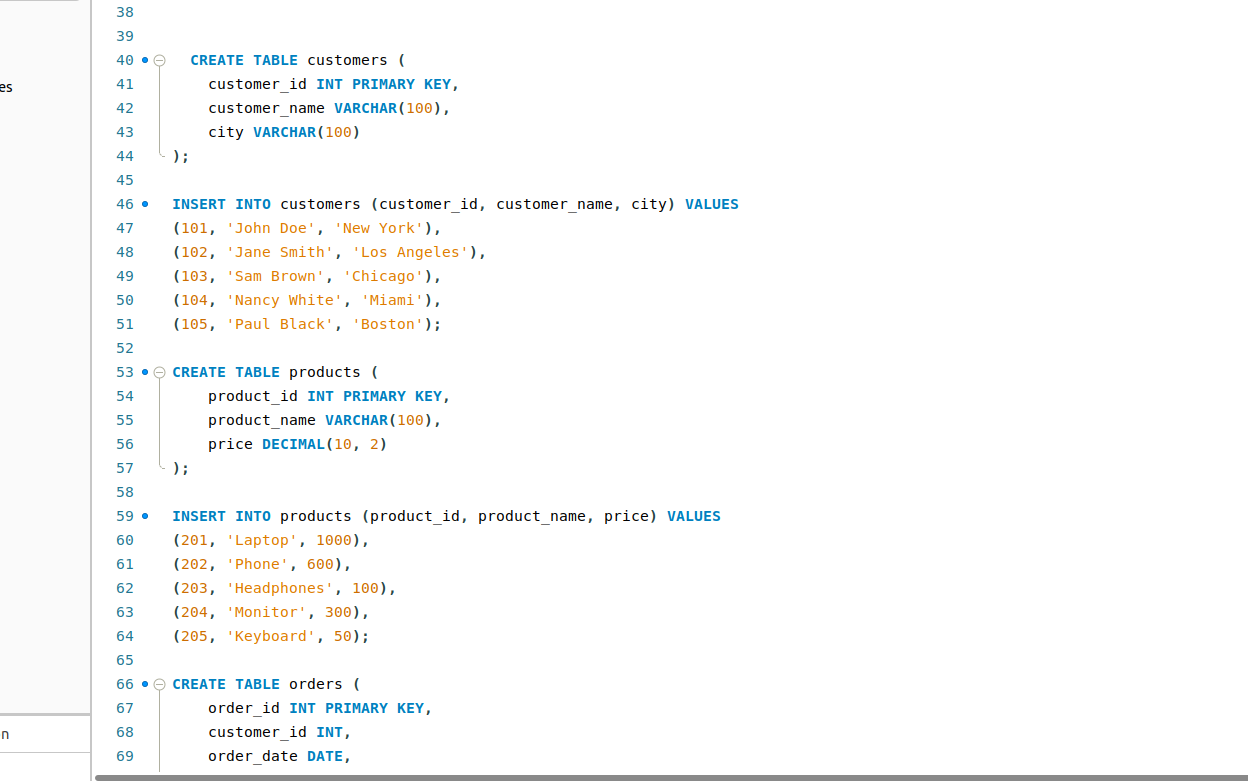 38
39
es
40 CREATE TABLE customers (
41 customer_id INT PRIMARY KEY,
42 customer_name VARCHAR(100),
43 city VARCHAR(100)
44 );
45
46 INSERT INTO customers (customer_id, customer_name, city) VALUES
47 (101, 'John Doe', 'New York'),
48 (102, 'Jane Smith', 'Los Angeles'),
49 (103, 'Sam Brown', 'Chicago'),
50 (104, 'Nancy White', 'Miami'),
51 (105, 'Paul Black', 'Boston');
52
53 CREATE TABLE products (
54 product_id INT PRIMARY KEY,
55 product_name VARCHAR(100),
56 price DECIMAL(10, 2)
57 );
58
59 INSERT INTO products (product_id, product_name, price) VALUES
60 (201, 'Laptop', 1000),
61 (202, 'Phone', 600),
62 (203, 'Headphones', 100),
63 (204, 'Monitor', 300),
64 (205, 'Keyboard', 50);
65
66 CREATE TABLE orders (
67 order_id INT PRIMARY KEY,
68 customer_id INT,
n
69 order_date DATE,